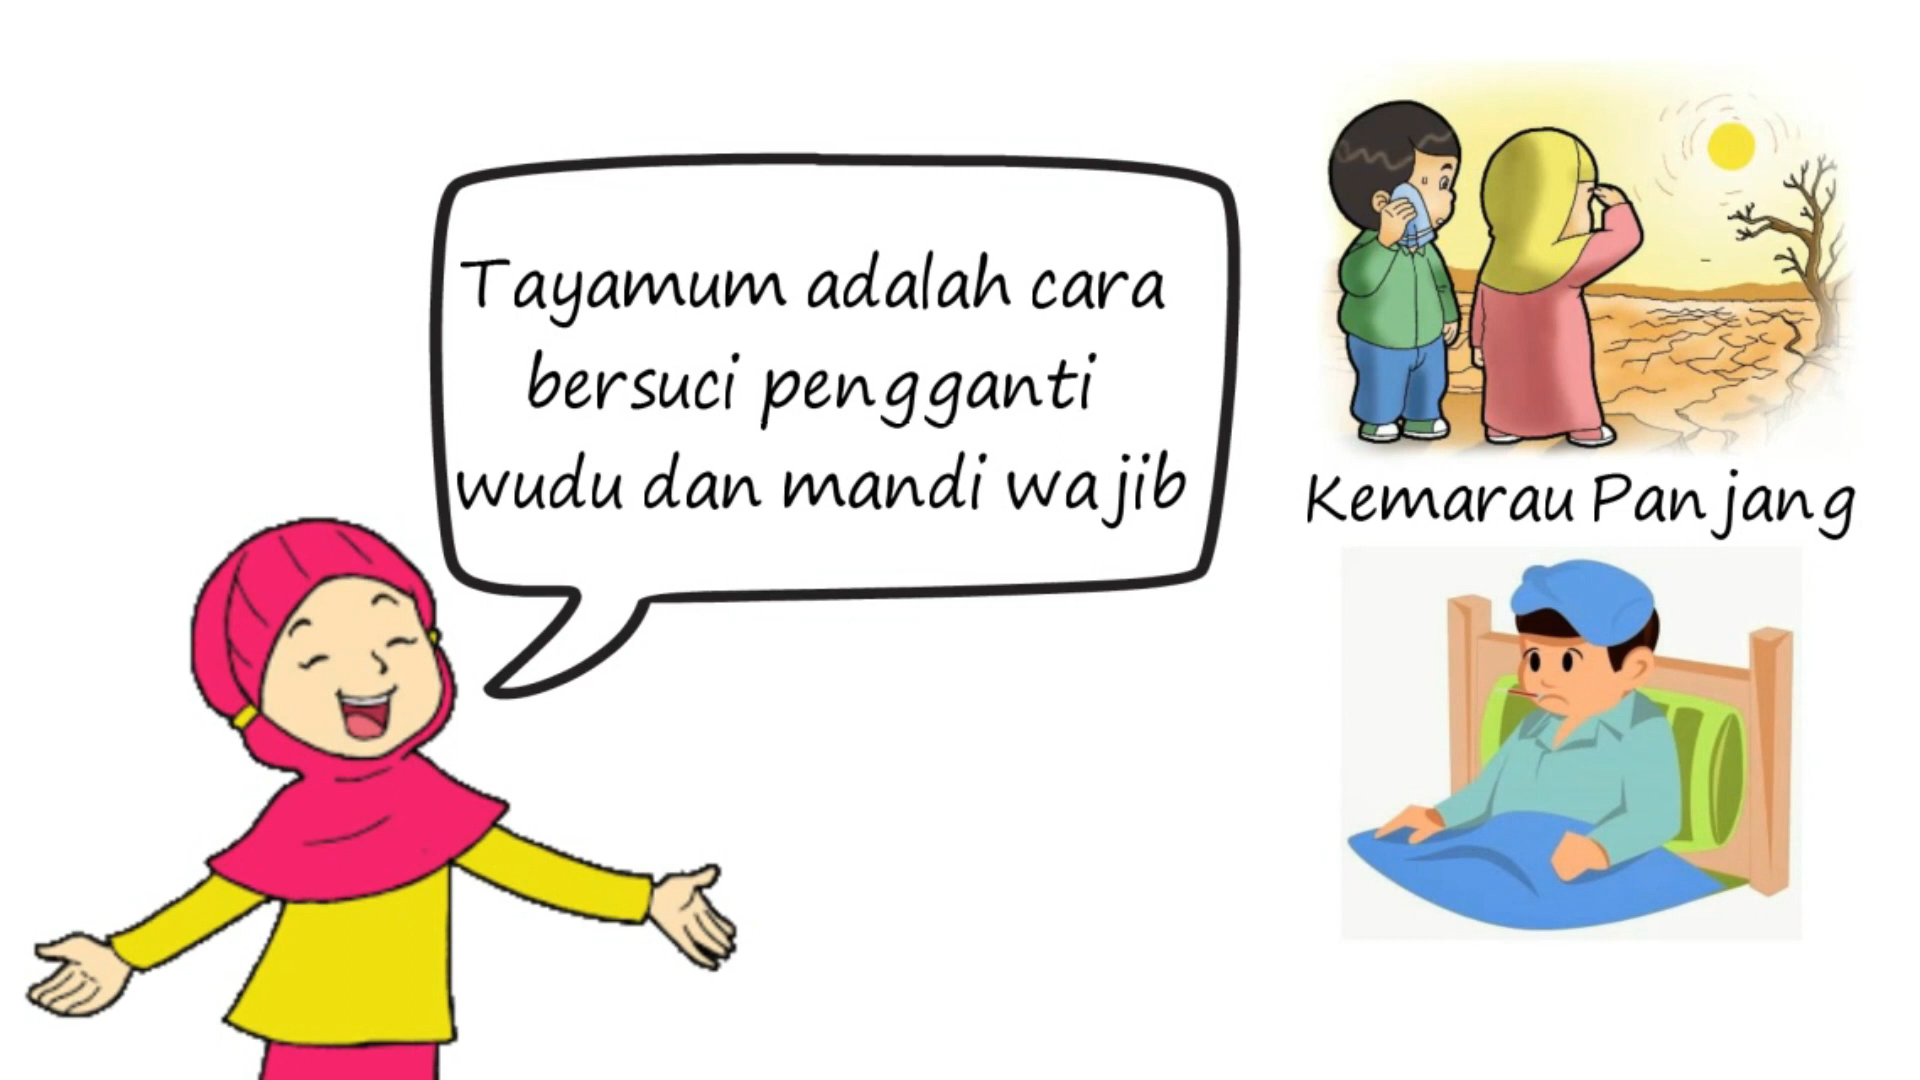 Tayamum adalah cara
bersuci pengganti
wudu dan mandi wajib
Kemarau Panjang